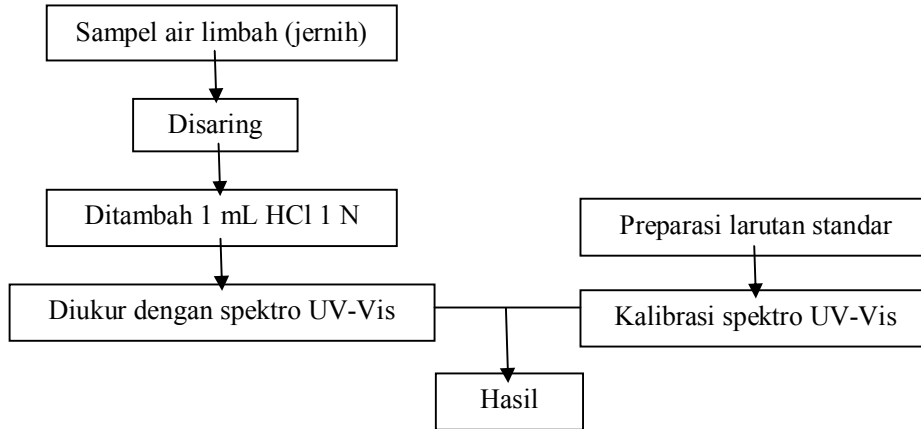 Sampel air limbah (jernih)
Disaring
Ditambah 1 mL HCl 1 N
Diukur dengan spektro UV-Vis
Preparasi larutan standar
Kalibrasi spektro UV-Vis
Hasil